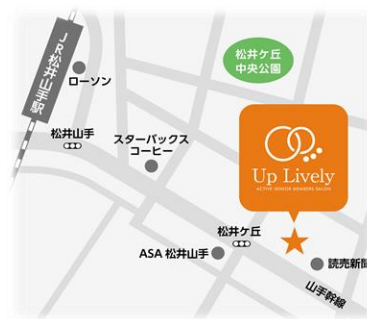 JR松井山手駅
ローソン
松井山手
スターバックス
コーヒー
松井ケ丘
中央公園
Up Lively
ACTIVE SENIOR MEMBERS SALON
松井ケ丘
ASA 松井山手
読売新聞
山手幹線